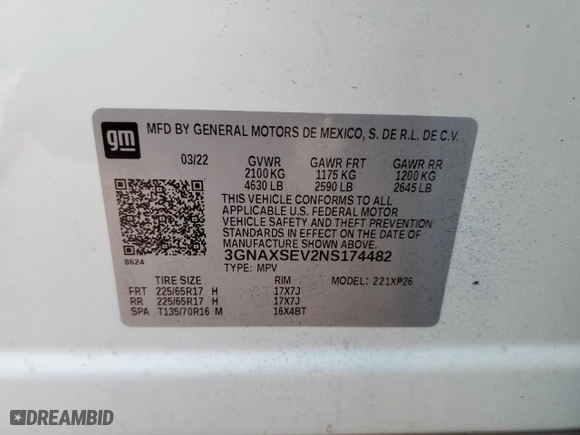 gm MFD BY GENERAL MOTORS DE MEXICO, S. DE R.L. DE C.V.
03/22 GVWR GAWR FRT GAWR RR
2100 KG 1175 KG 1200 KG
4630 LB 2590 LB 2645 LB
THIS VEHICLE CONFORMS TO ALL
APPLICABLE U.S. FEDERAL MOTOR
VEHICLE SAFETY AND THEFT PREVENTION
STANDARDS IN EFFECT ON THE DATE OF
MANUFACTURE SHOWN ABOVE.
8624 3GNAXSEV2NS174482
TYPE: MPV
TIRE SIZE RIM MODEL: 221XP26
FRT 225/65R17 H 17X7J
RR 225/65R17 H 17X7J
SPA T135/70R16 M 16X4BT
DREAMBID